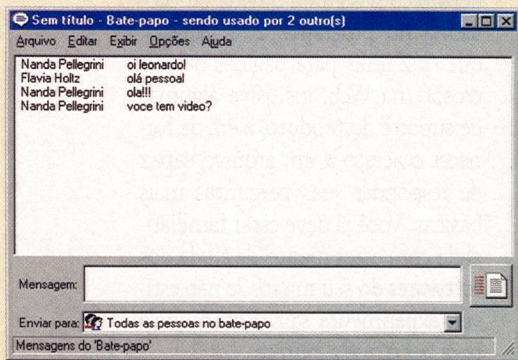 Sem título - Bate-papo - sendo usado por 2 outro(s)
Arquivo Editar Exibir Opções Ajuda
Nanda Pellegrini oi leonardo!
Flavia Holtz olá pessoal
Nanda Pellegrini ola!!!
Nanda Pellegrini voce tem video?
Mensagem:
Enviar para: Todas as pessoas no bate-papo
Mensagens do 'Bate-papo'